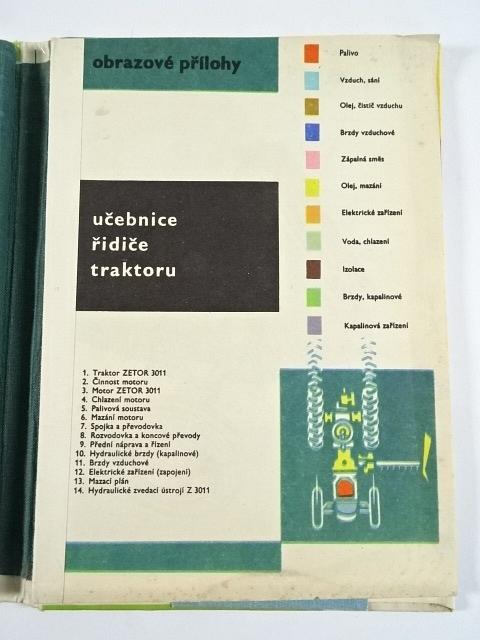 obrazové přílohy
učebnice
řidiče
traktoru
Palivo
Vzduch, sání
Olej, čistič vzduchu
Brzdy vzduchové
Zápalná směs
Olej, mazání
Elektrické zařízení
Voda, chlazení
Izolace
Brzdy, kapalinové
Kapalinová zařízení
1. Traktor ZETOR 3011
2. Činnost motoru
3. Motor ZETOR 3011
4. Chlazení motoru
5. Palivová soustava
6. Mazání motoru
7. Spojka a převodovka
8. Rozvodovka a koncové převody
9. Přední náprava a řízení
10. Hydraulické brzdy (kapalinové)
11. Brzdy vzduchové
12. Elektrické zařízení (zapojení)
13. Mazací plán
14. Hydraulické zvedací ústrojí Z 3011